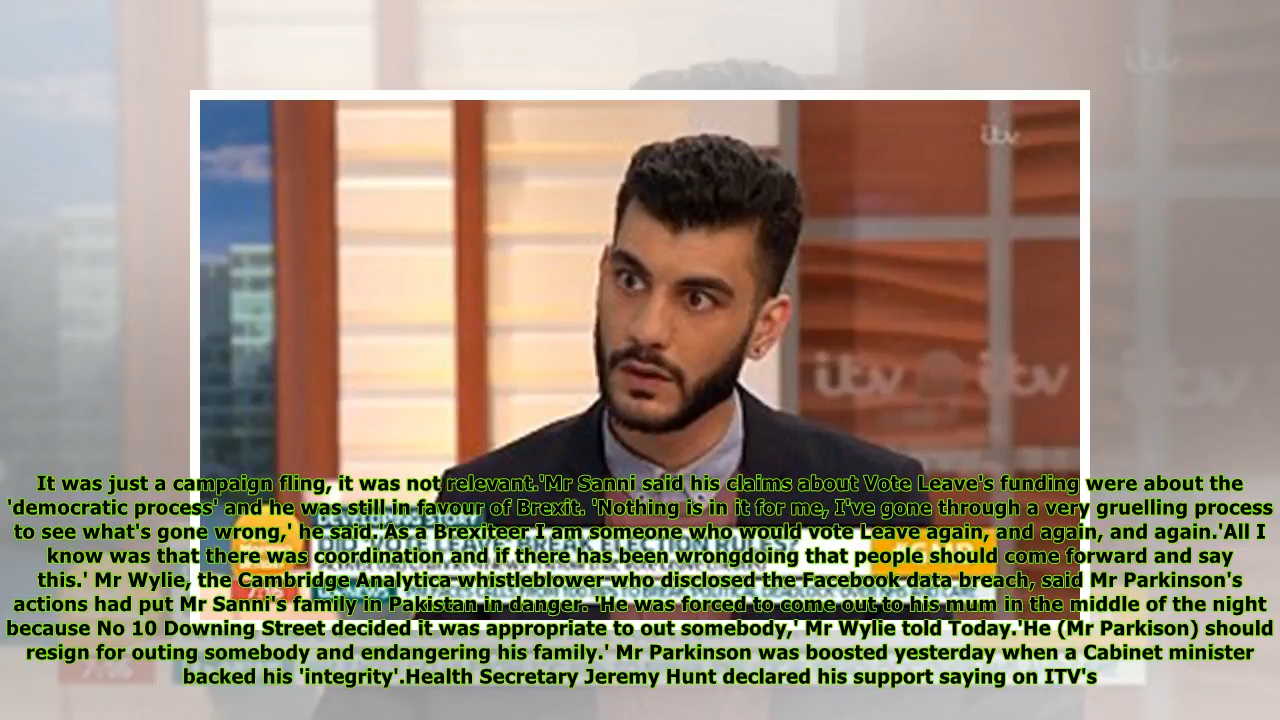 itv
itv
itv itv itv
It was just a campaign fling, it was not relevant.'Mr Sanni said his claims about Vote Leave's funding were about the
'democratic process' and he was still in favour of Brexit. 'Nothing is in it for me, I've gone through a very gruelling process
to see what's gone wrong,' he said.'As a Brexiteer I am someone who would vote Leave again, and again, and again.'All I
know was that there was coordination and if there has been wrongdoing that people should come forward and say
this.' Mr Wylie, the Cambridge Analytica whistleblower who disclosed the Facebook data breach, said Mr Parkinson's
actions had put Mr Sanni's family in Pakistan in danger. 'He was forced to come out to his mum in the middle of the night
because No 10 Downing Street decided it was appropriate to out somebody,' Mr Wylie told Today.'He (Mr Parkison) should
resign for outing somebody and endangering his family.' Mr Parkinson was boosted yesterday when a Cabinet minister
backed his 'integrity'.Health Secretary Jeremy Hunt declared his support saying on ITV's